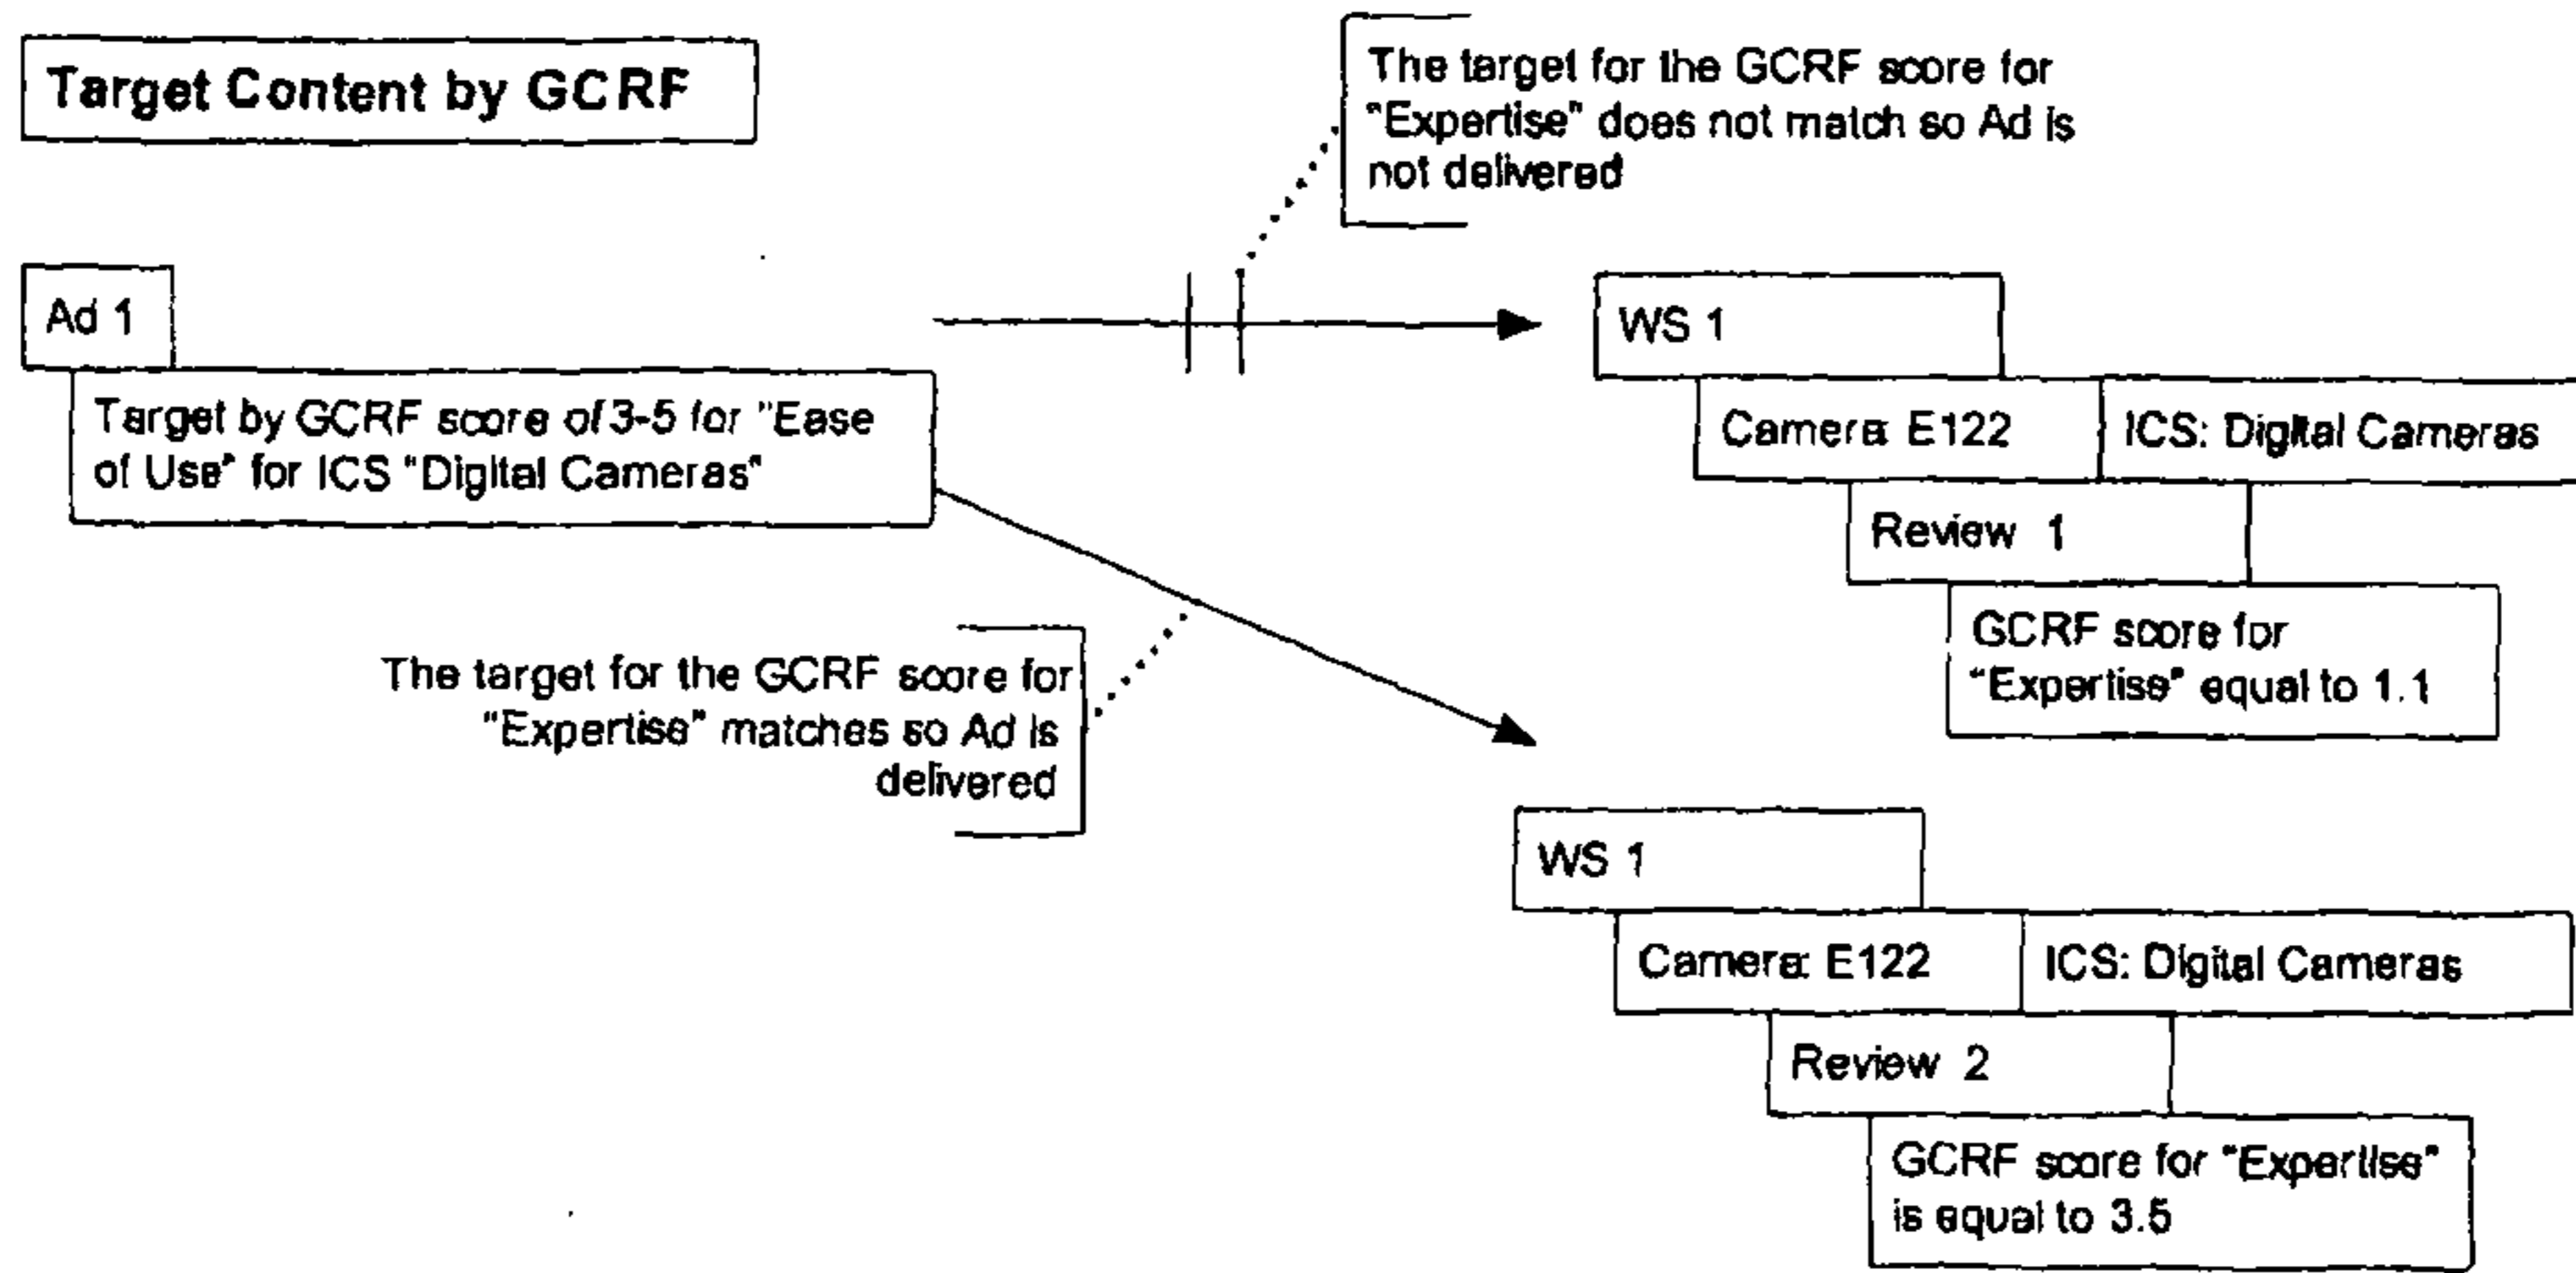 Target Content by GCRF
The target for the GCRF score for
"Expertise" does not match so Ad is
not delivered
Ad 1
Target by GCRF score of 3-5 for "Ease
of Use" for ICS "Digital Cameras"
The target for the GCRF score for
"Expertise" matches so Ad is
delivered
WS 1
Camera: E122
ICS: Digital Cameras
Review 1
GCRF score for
"Expertise" equal to 1.1
WS 1
Camera: E122
ICS: Digital Cameras
Review 2
GCRF score for "Expertise"
is equal to 3.5